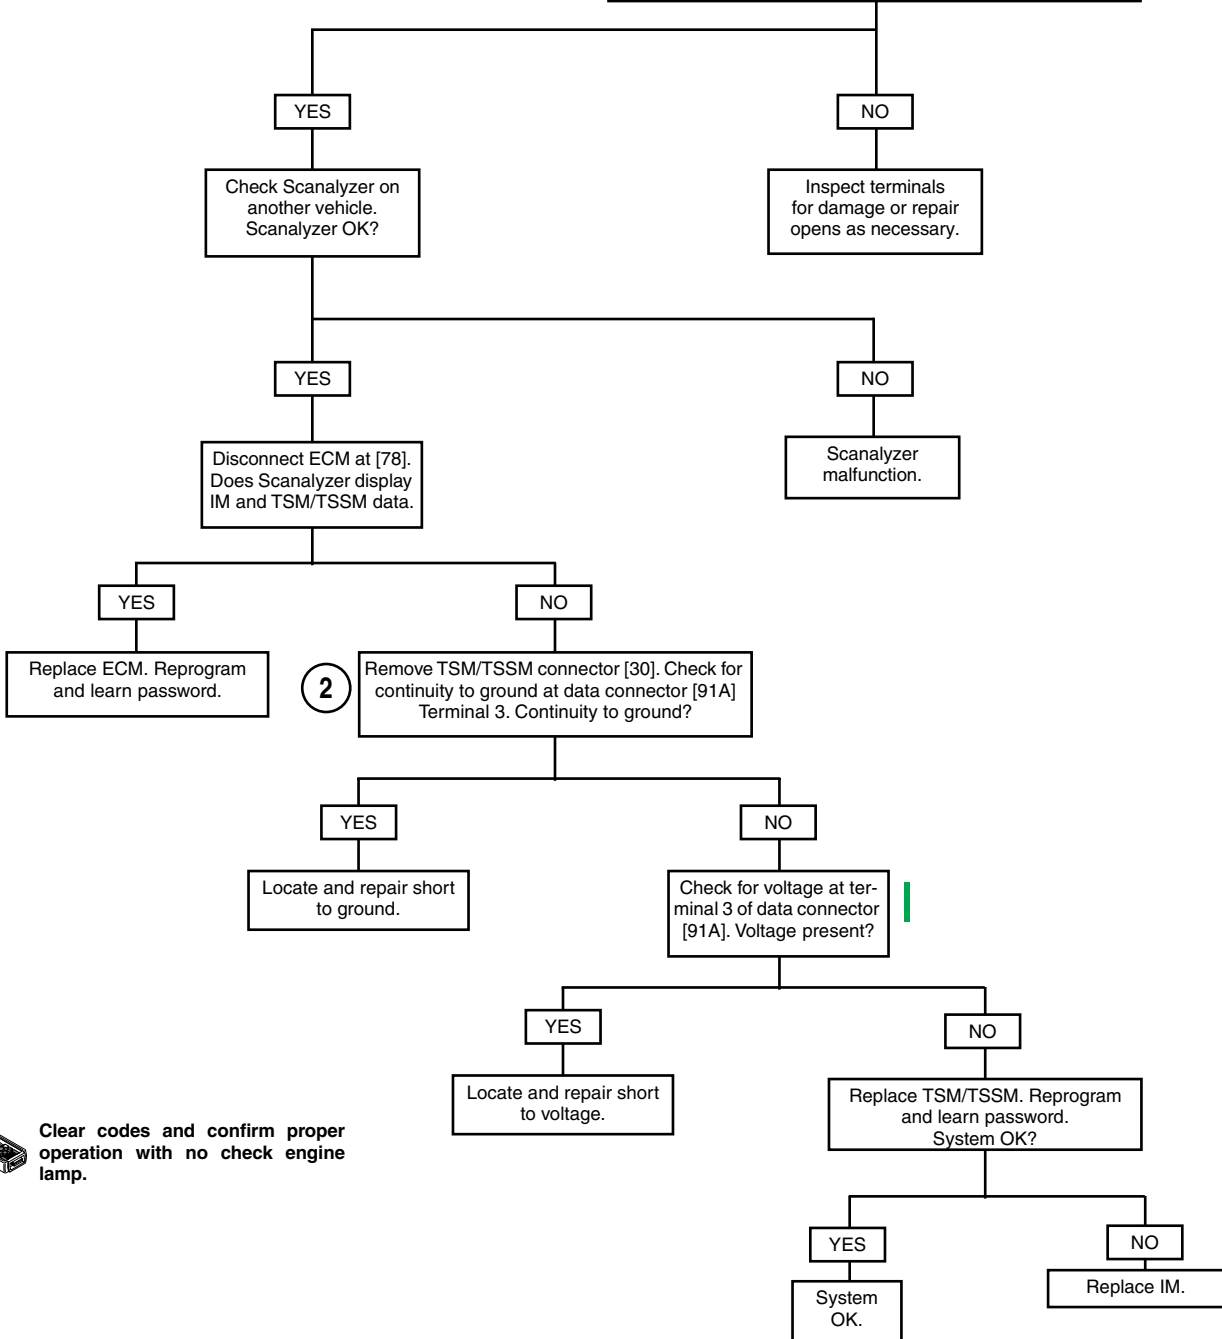 YES
NO
Check Scanalyzer on
another vehicle.
Scanalyzer OK?
Inspect terminals
for damage or repair
opens as necessary.
YES
NO
Disconnect ECM at [78].
Does Scanalyzer display
IM and TSM/TSSM data.
Scanalyzer
malfunction.
YES
NO
Replace ECM. Reprogram
and learn password.
2
Remove TSM/TSSM connector [30]. Check for
continuity to ground at data connector [91A]
Terminal 3. Continuity to ground?
YES
NO
Locate and repair short
to ground.
Check for voltage at ter-
minal 3 of data connector
[91A]. Voltage present?
YES
NO
Locate and repair short
to voltage.
Replace TSM/TSSM. Reprogram
and learn password.
System OK?
Clear codes and confirm proper
operation with no check engine
lamp.
YES
NO
System
OK.
Replace IM.